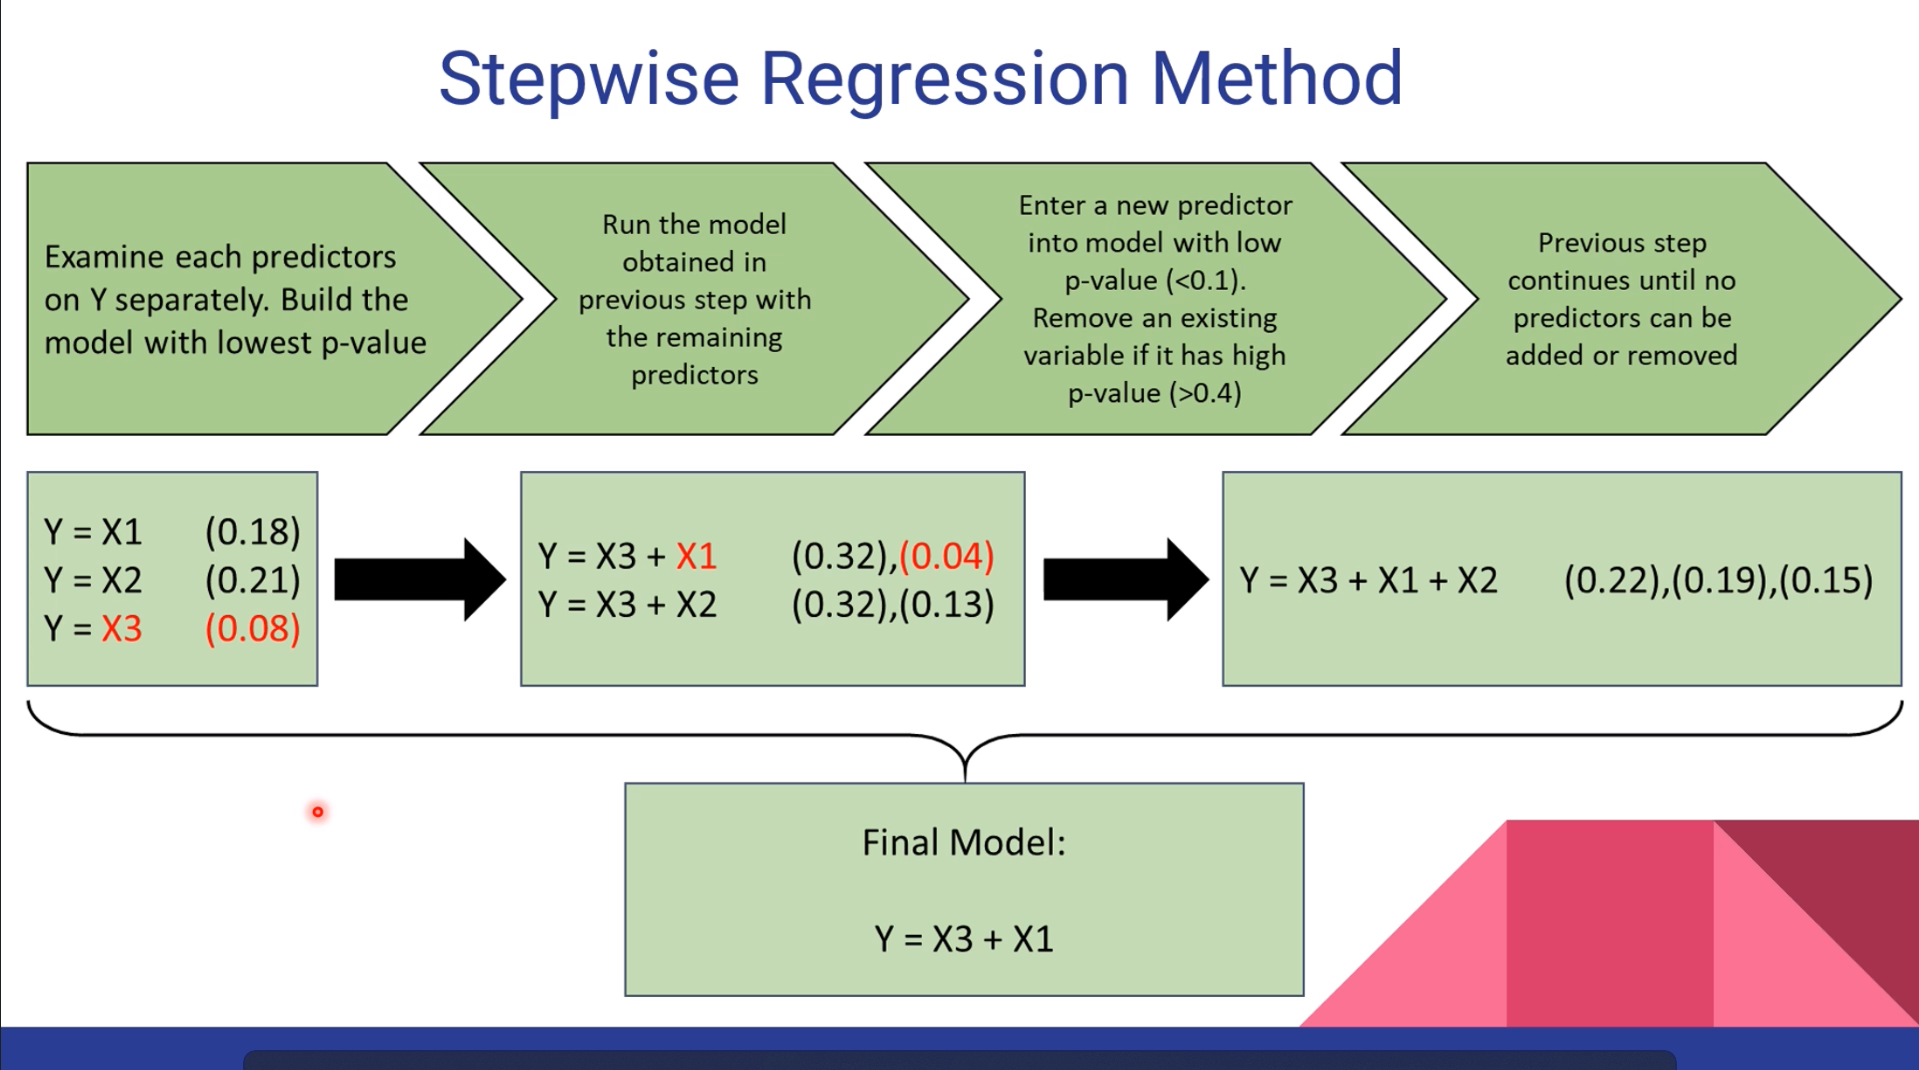 Stepwise Regression Method
Examine each predictors
on Y separately. Build the
model with lowest p-value
Run the model
obtained in
previous step with
the remaining
predictors
Enter a new predictor
into model with low
p-value (<0.1).
Remove an existing
variable if it has high
p-value (>0.4)
Previous step
continues until no
predictors can be
added or removed
Y = X1 (0.18)
Y = X2 (0.21)
Y = X3 (0.08)
Y = X3 + X1 (0.32),(0.04)
Y = X3 + X2 (0.32),(0.13)
Y = X3 + X1 + X2 (0.22),(0.19),(0.15)
Final Model:
Y = X3 + X1